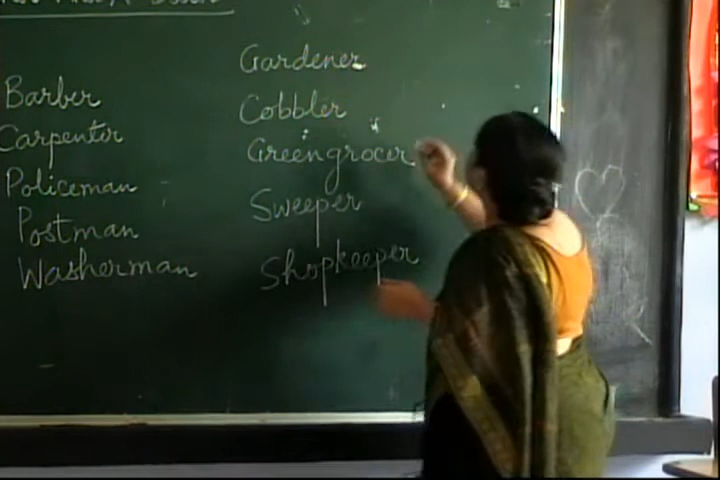 Barber
Carpenter
Policeman
Postman
Washerman
Gardener
Cobbler
Greengrocer
Sweeper
Shopkeeper